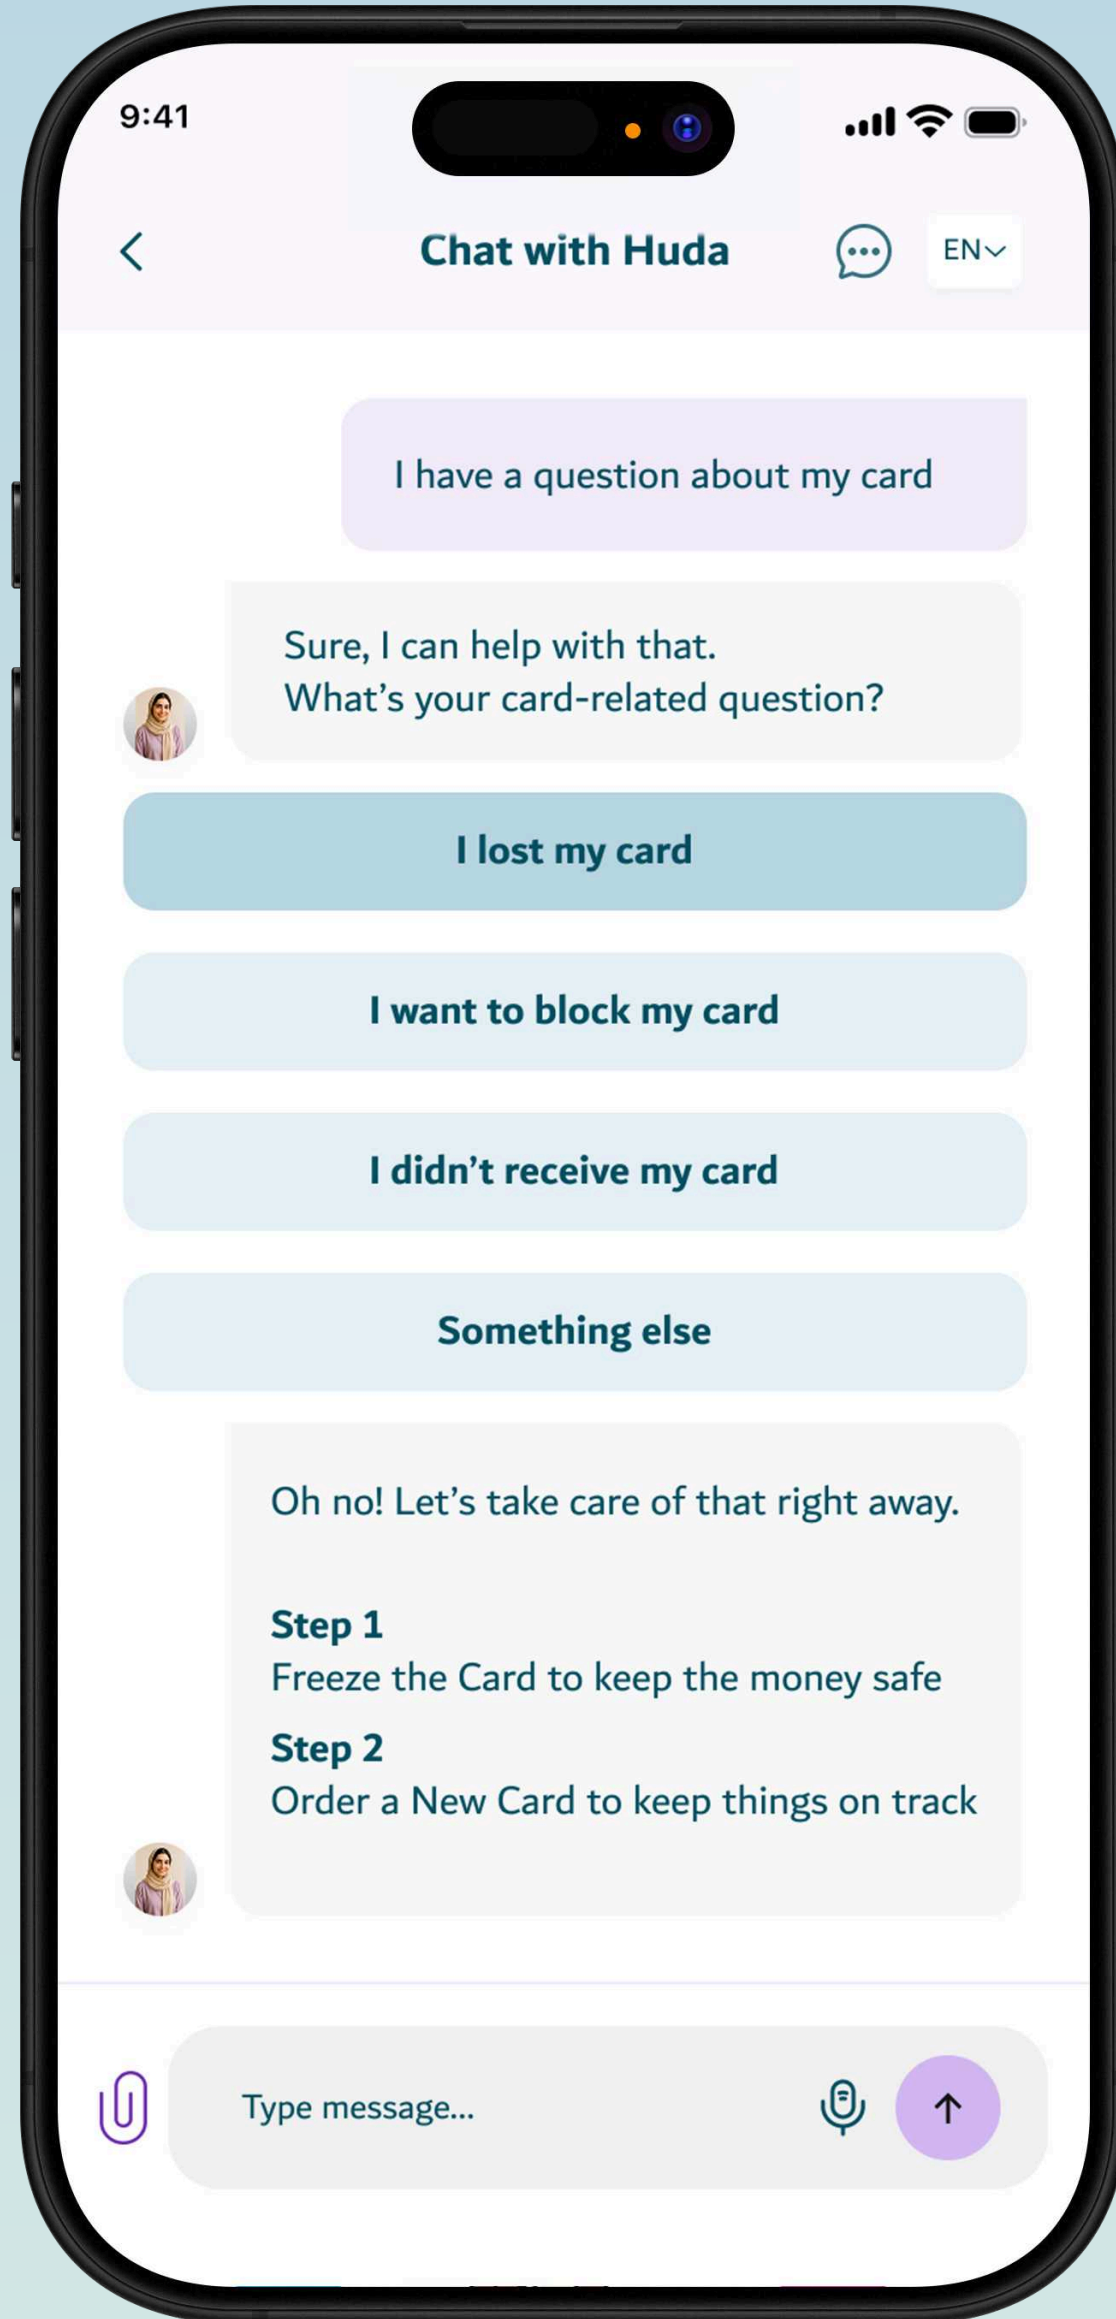 9:41
Chat with Huda
EN
I have a question about my card
Sure, I can help with that.
What’s your card-related question?
I lost my card
I want to block my card
I didn’t receive my card
Something else
Oh no! Let’s take care of that right away.
Step 1
Freeze the Card to keep the money safe
Step 2
Order a New Card to keep things on track
Type message...